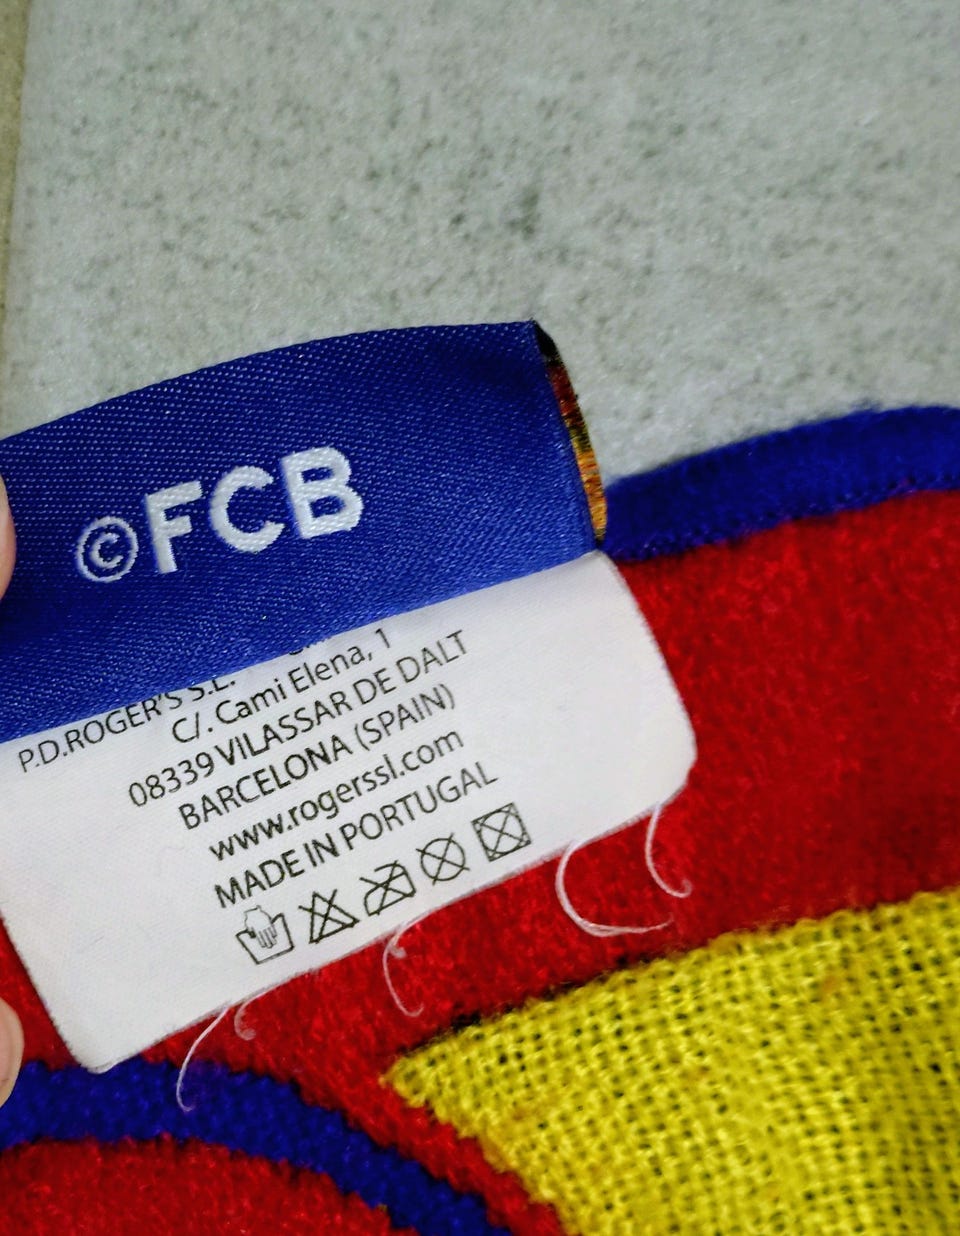 ©FCB
P.D.ROGER'S S.L.
C/. Cami Elena, 1
08339 VILASSAR DE DALT
BARCELONA (SPAIN)
www.rogerssl.com
MADE IN PORTUGAL